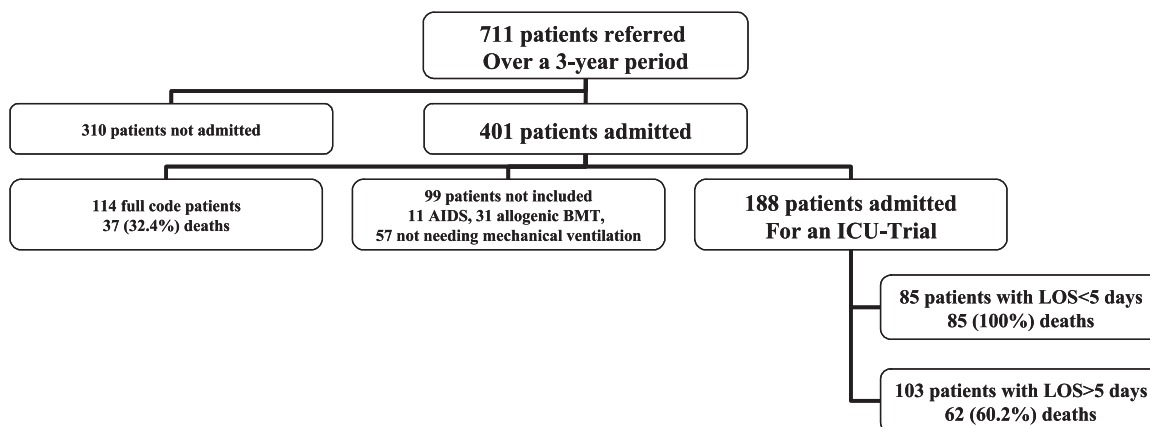 711 patients referred
Over a 3-year period
310 patients not admitted
401 patients admitted
114 full code patients
37 (32.4%) deaths
99 patients not included
11 AIDS, 31 allogenic BMT,
57 not needing mechanical ventilation
188 patients admitted
For an ICU-Trial
85 patients with LOS<5 days
85 (100%) deaths
103 patients with LOS>5 days
62 (60.2%) deaths